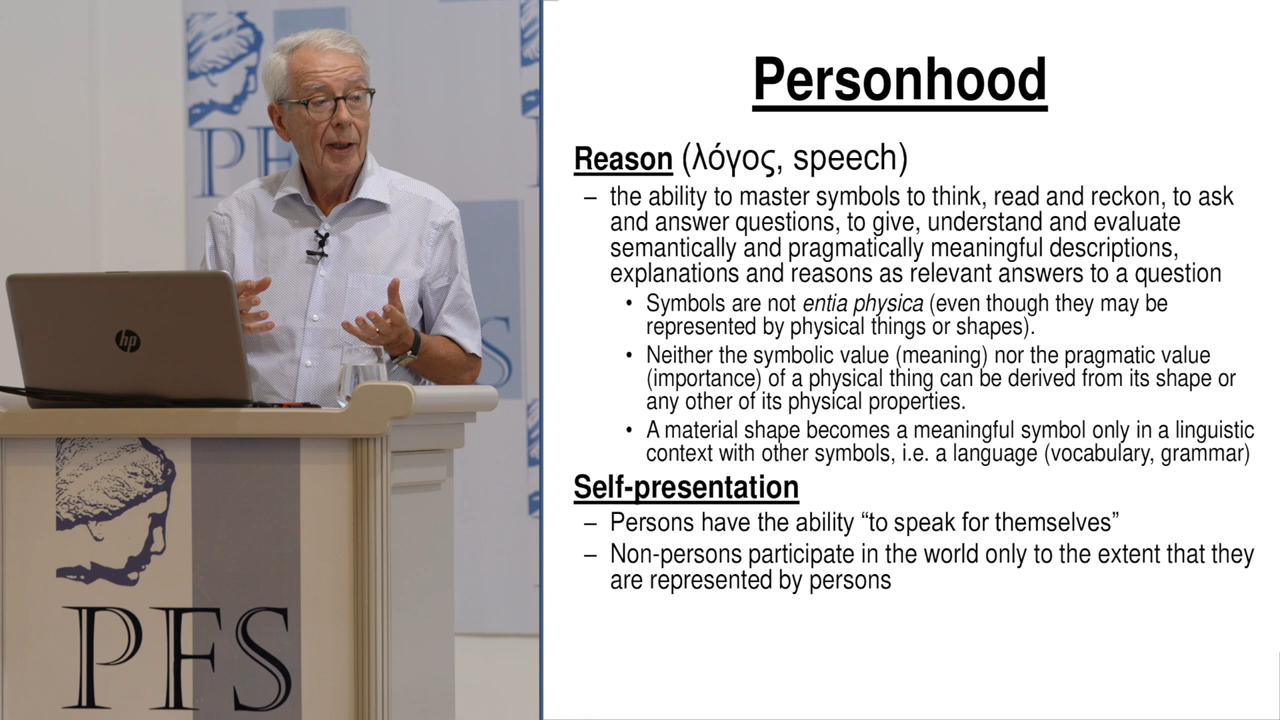 PFS
hp
PFS
Personhood
Reason (λόγος, speech)
– the ability to master symbols to think, read and reckon, to ask
and answer questions, to give, understand and evaluate
semantically and pragmatically meaningful descriptions,
explanations and reasons as relevant answers to a question
• Symbols are not entia physica (even though they may be
represented by physical things or shapes).
• Neither the symbolic value (meaning) nor the pragmatic value
(importance) of a physical thing can be derived from its shape or
any other of its physical properties.
• A material shape becomes a meaningful symbol only in a linguistic
context with other symbols, i.e. a language (vocabulary, grammar)
Self-presentation
– Persons have the ability “to speak for themselves”
– Non-persons participate in the world only to the extent that they
are represented by persons